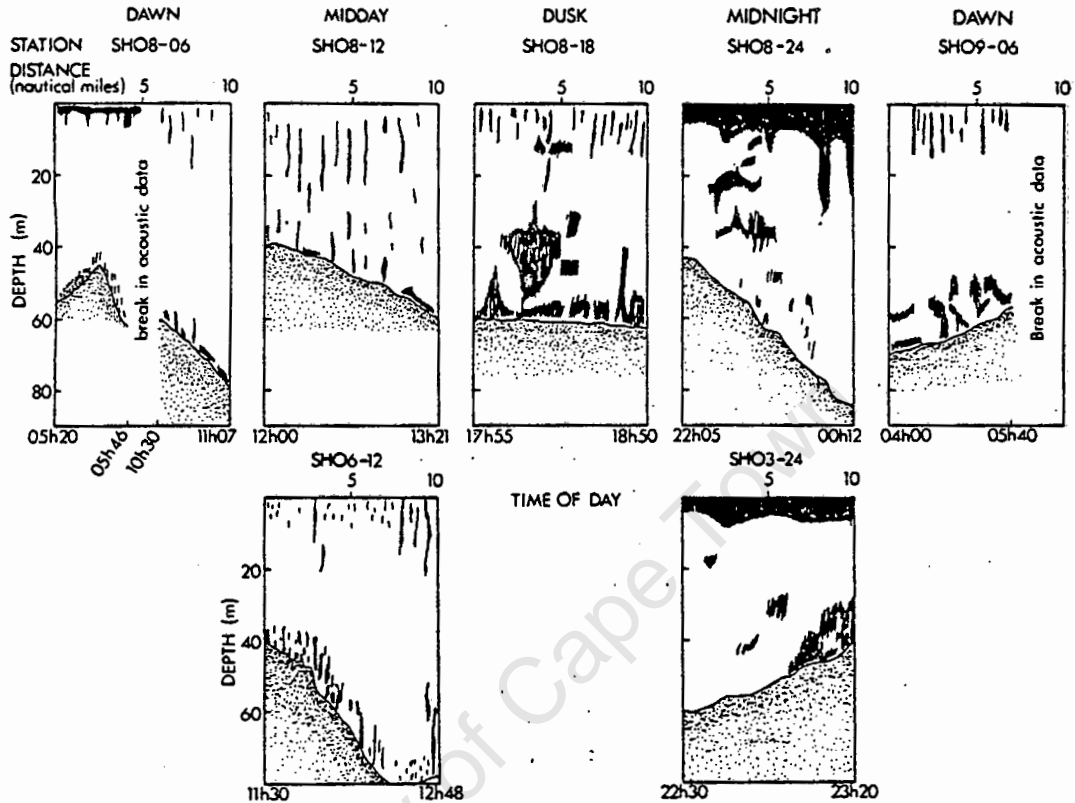 DAWN MIDDAY DUSK MIDNIGHT DAWN
STATION SHO8-06 SHO8-12 SHO8-18 SHO8-24 SHO9-06
DISTANCE
(nautical miles) 5 10 5 10 5 10 5 10 5 10
20
40
60
80
DEPTH (m)
break in acoustic data
Break in acoustic data
05h20 05h46 10h30 11h07 12h00 13h21 17h55 18h50 22h05 00h12 04h00 05h40
SHO6-12 SHO3-24
5 10 TIME OF DAY 5 10
20
40
60
DEPTH (m)
11h30 12h48 22h30 23h20
of Cape Town